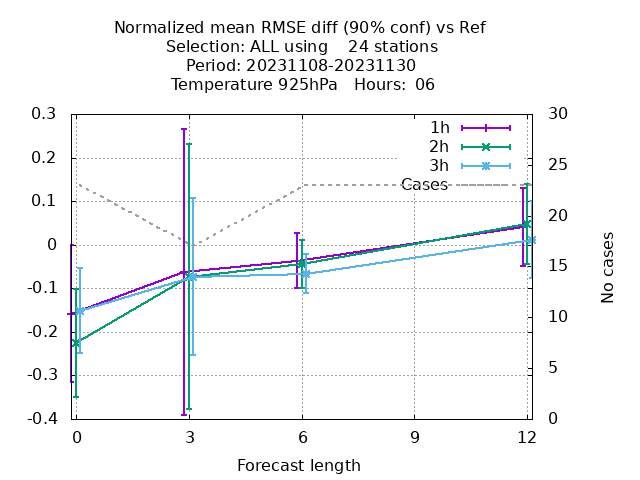 Normalized mean RMSE diff (90% conf) vs Ref
Selection: ALL using    24 stations
Period: 20231108-20231130
Temperature 925hPa   Hours:  06
0.3
0.2
0.1
0
-0.1
-0.2
-0.3
-0.4
30
25
20
15
10
5
0
1h
2h
3h
Cases
No cases
0
3
6
9
12
Forecast length